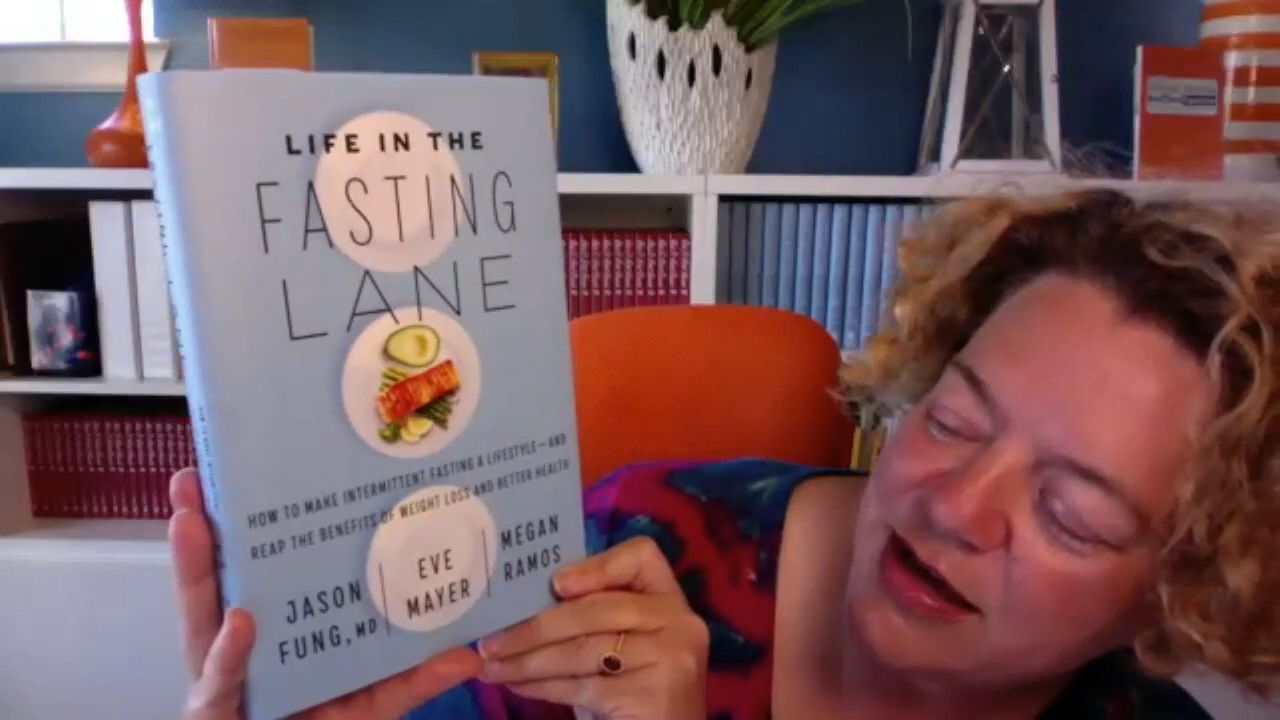 LIFE IN THE
FASTING
LANE
HOW TO MAKE INTERMITTENT FASTING A LIFESTYLE—AND
REAP THE BENEFITS OF WEIGHT LOSS AND BETTER HEALTH
JASON
FUNG, MD
EVE
MAYER
MEGAN
RAMOS